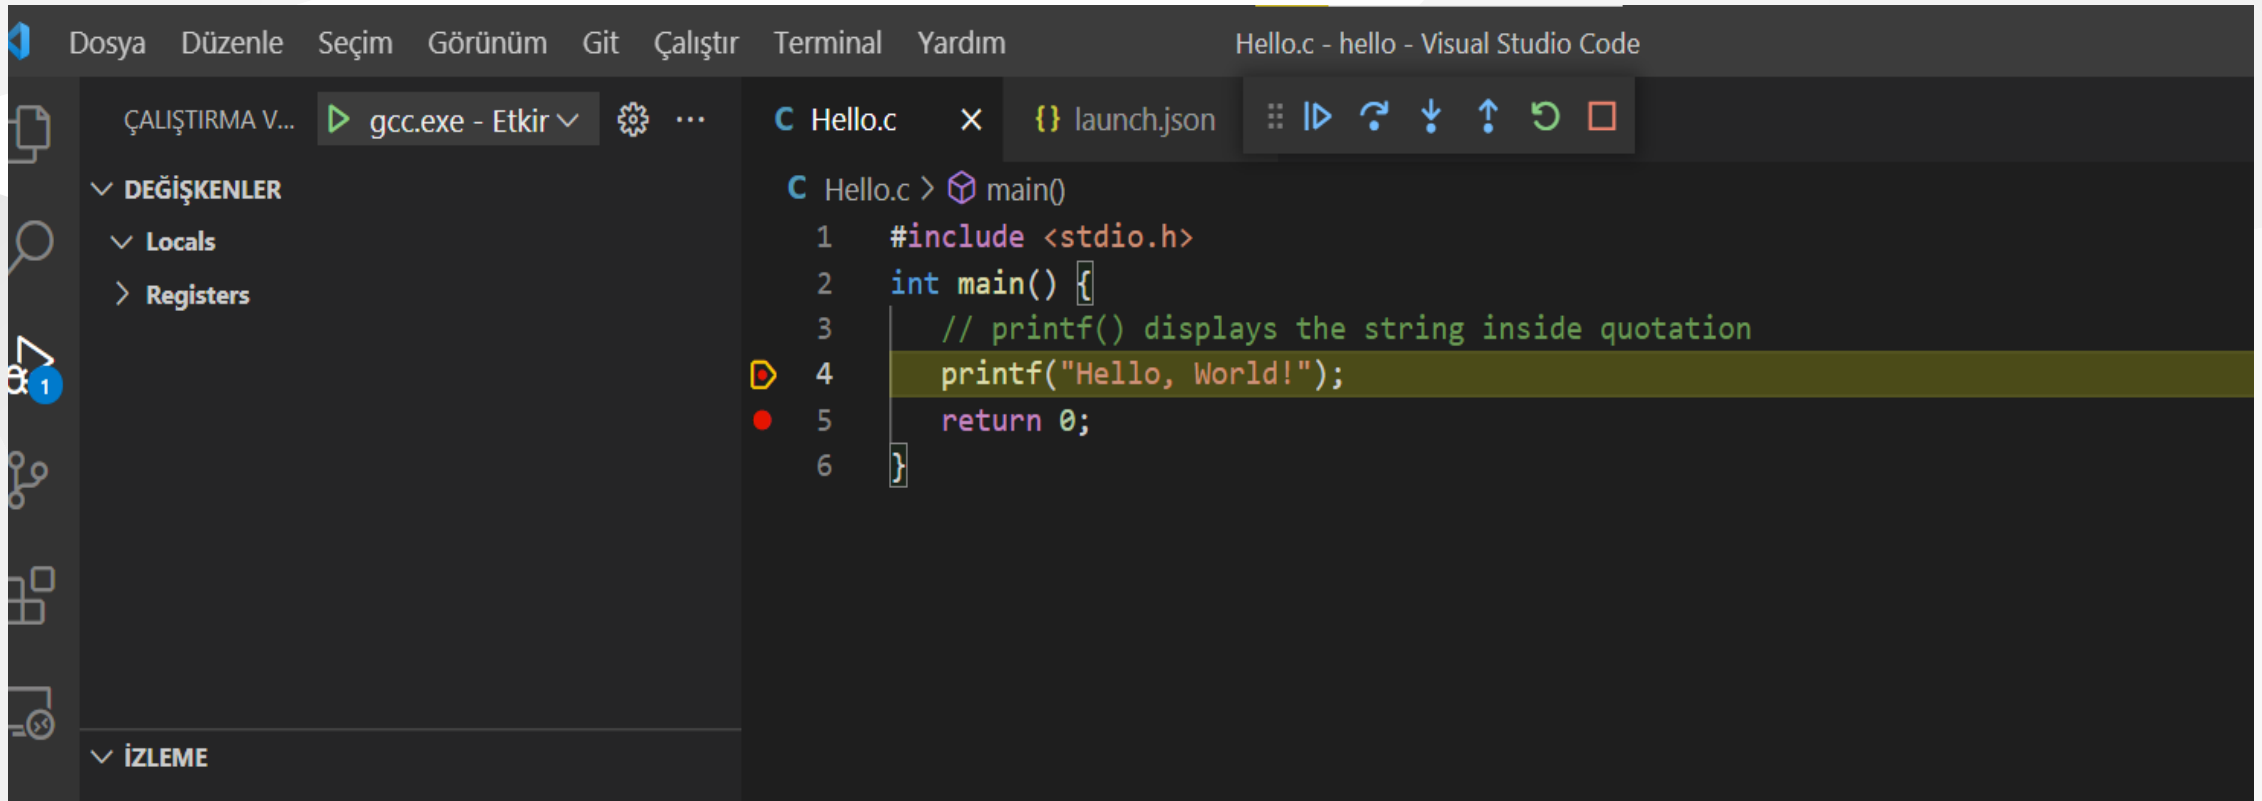 Dosya Düzenle Seçim Görünüm Git Çalıştır Terminal Yardım Hello.c - hello - Visual Studio Code
ÇALIŞTIRMA V... gcc.exe - Etkir ··· C Hello.c {} launch.json
DEĞİŞKENLER
Locals
Registers
1
İZLEME
C Hello.c > main()
1 #include <stdio.h>
2 int main() {
3 // printf() displays the string inside quotation
4 printf("Hello, World!");
5 return 0;
6 }